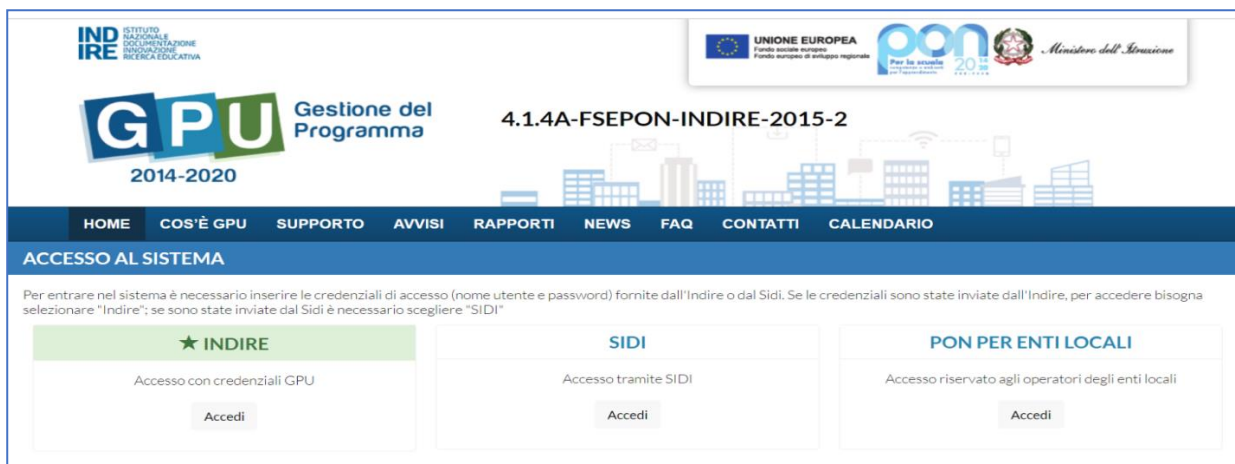 IND
IRE
ISTITUTO
NAZIONALE
DOCUMENTAZIONE
INNOVAZIONE
RICERCA EDUCATIVA
UNIONE EUROPEA
Fondo sociale europeo
Fondo europeo di sviluppo regionale
pon
Per la scuola
20
Ministero dell'Istruzione
GPU
Gestione del
Programma
2014-2020
4.1.4A-FSEPON-INDIRE-2015-2
HOME COS'È GPU SUPPORTO AVVISI RAPPORTI NEWS FAQ CONTATTI CALENDARIO
ACCESSO AL SISTEMA
Per entrare nel sistema è necessario inserire le credenziali di accesso (nome utente e password) fornite dall'Indire o dal Sidi. Se le credenziali sono state inviate dall'Indire, per accedere bisogna
selezionare "Indire"; se sono state inviate dal Sidi è necessario scegliere "SIDI"
★ INDIRE
Accesso con credenziali GPU
Accedi
SIDI
Accesso tramite SIDI
Accedi
PON PER ENTI LOCALI
Accesso riservato agli operatori degli enti locali
Accedi